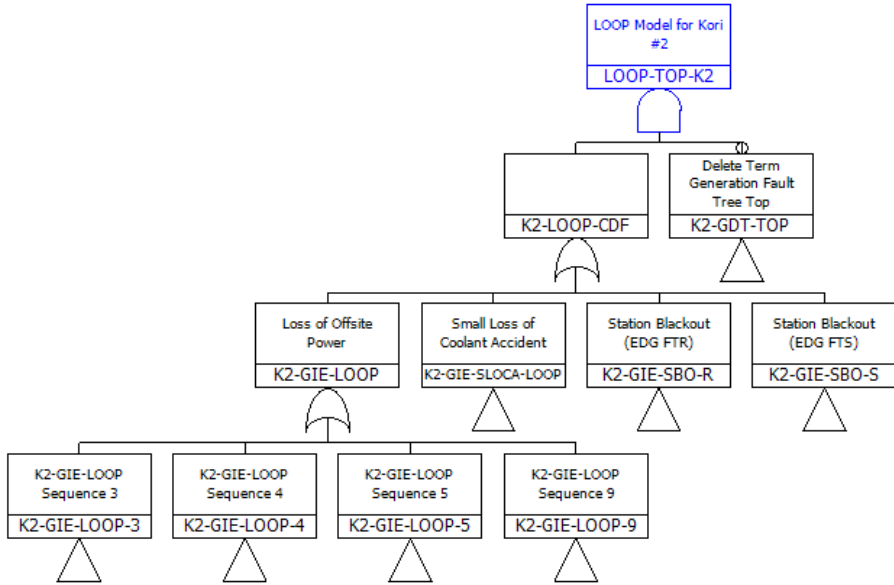 LOOP Model for Kori
#2
LOOP-TOP-K2
K2-LOOP-CDF
Delete Term
Generation Fault
Tree Top
K2-GDT-TOP
Loss of Offsite
Power
K2-GIE-LOOP
Small Loss of
Coolant Accident
K2-GIE-SLOCA-LOOP
Station Blackout
(EDG FTR)
K2-GIE-SBO-R
Station Blackout
(EDG FTS)
K2-GIE-SBO-S
K2-GIE-LOOP
Sequence 3
K2-GIE-LOOP-3
K2-GIE-LOOP
Sequence 4
K2-GIE-LOOP-4
K2-GIE-LOOP
Sequence 5
K2-GIE-LOOP-5
K2-GIE-LOOP
Sequence 9
K2-GIE-LOOP-9